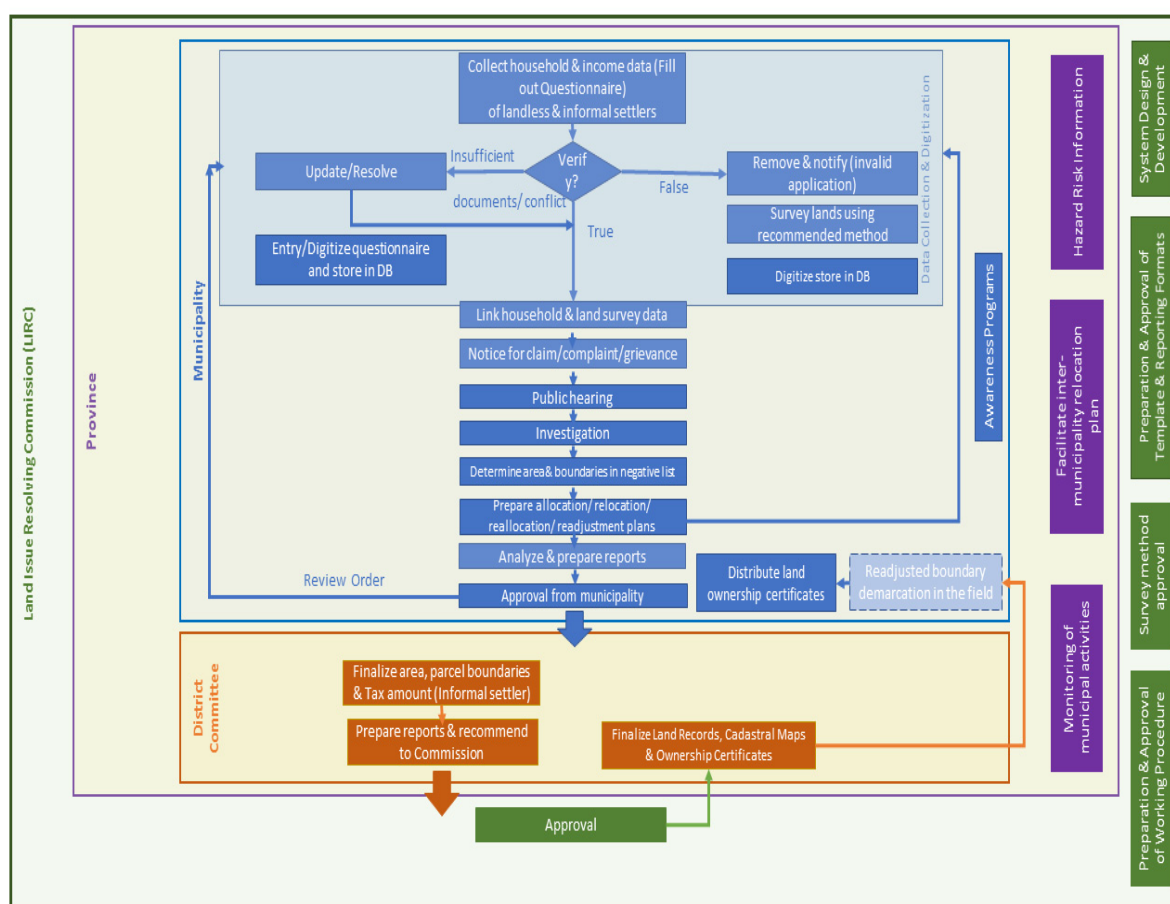 Land Issue Resolving Commission (LIRC)
Province
Municipality
Collect household & income data (Fill
out Questionnaire)
of landless & informal settlers
Insufficient
Verif
y?
Update/Resolve
documents/ conflict
False
Remove & notify (invalid
application)
True
Survey lands using
recommended method
Entry/Digitize questionnaire
and store in DB
Digitize store in DB
Data Collection & Digitization
Link household & land survey data
Notice for claim/complaint/grievance
Public hearing
Investigation
Determine area & boundaries in negative list
Prepare allocation/ relocation/
reallocation/ readjustment plans
Analyze & prepare reports
Review Order
Approval from municipality
Distribute land
ownership certificates
Readjusted boundary
demarcation in the field
Awareness Programs
District
Committee
Finalize area, parcel boundaries
& Tax amount (Informal settler)
Prepare reports & recommend
to Commission
Finalize Land Records, Cadastral Maps
& Ownership Certificates
Approval
Hazard Risk Information
Facilitate inter-
municipality relocation
plan
Monitoring of
municipal activities
System Design &
Development
Preparation & Approval of
Template & Reporting Formats
Survey method
approval
Preparation & Approval
of Working Procedure